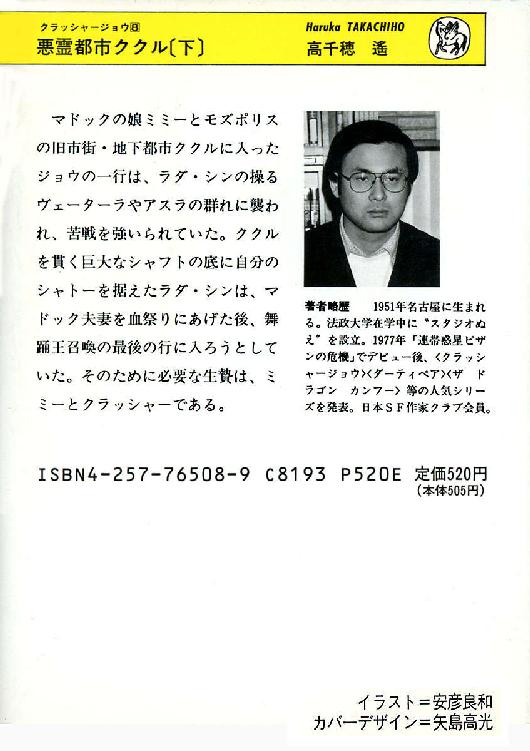 クラッシャージョウ⑧
悪霊都市ククル〔下〕
Haruka TAKACHIHO
高千穂 遙
マドックの娘ミミーとモズポリス
の旧市街・地下都市ククルに入った
ジョウの一行は、ラダ・シンの操る
ヴェーターラやアスラの群れに襲わ
れ、苦戦を強いられていた。ククル
を貫く巨大なシャフトの底に自分の
シャトーを据えたラダ・シンは、マ
ドック夫妻を血祭りにあげた後、舞
踊王召喚の最後の行に入ろうとして
いた。そのために必要な生贄は、ミ
ミーとクラッシャーである。
著者略歴 1951年名古屋に生まれ
る。法政大学在学中に“スタジオぬ
え”を設立。1977年「連帯惑星ピザ
ンの危機」でデビュー後、〈クラッシ
ャージョウ〉〈ダーティペア〉〈ザ ド
ラゴン カンフー〉等の人気シリー
ズを発表。日本SF作家クラブ会員。
ISBN4-257-76508-9 C8193 P520E 定価520円
(本体505円)
イラスト＝安彦良和
カバーデザイン＝矢島高光